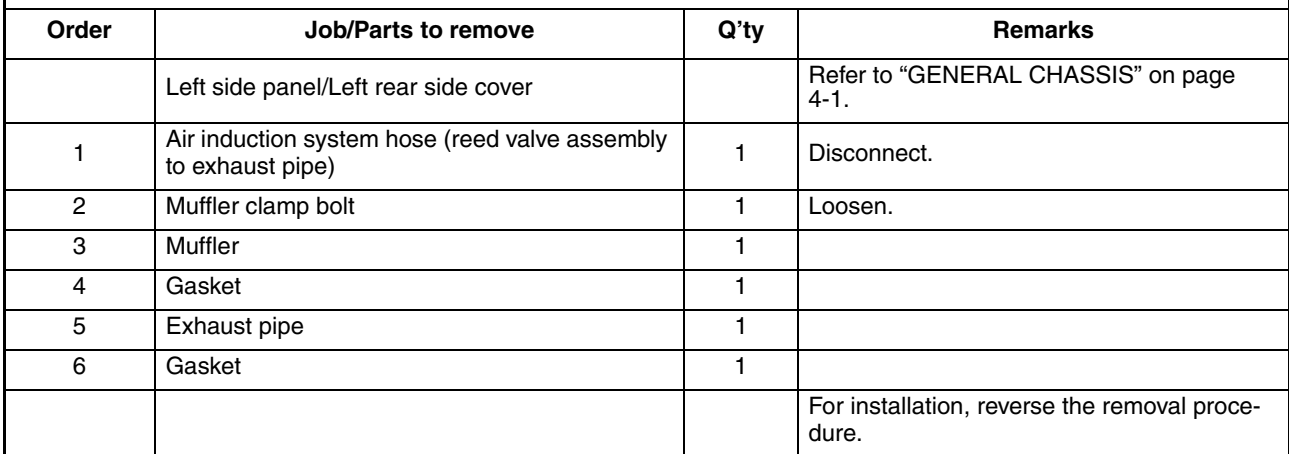 Order Job/Parts to remove Q’ty Remarks
Left side panel/Left rear side cover
Refer to “GENERAL CHASSIS” on page
4-1.
1
Air induction system hose (reed valve assembly
to exhaust pipe)
1
Disconnect.
2 Muffler clamp bolt 1 Loosen.
3 Muffler 1
4 Gasket 1
5 Exhaust pipe 1
6 Gasket 1
For installation, reverse the removal proce-
dure.